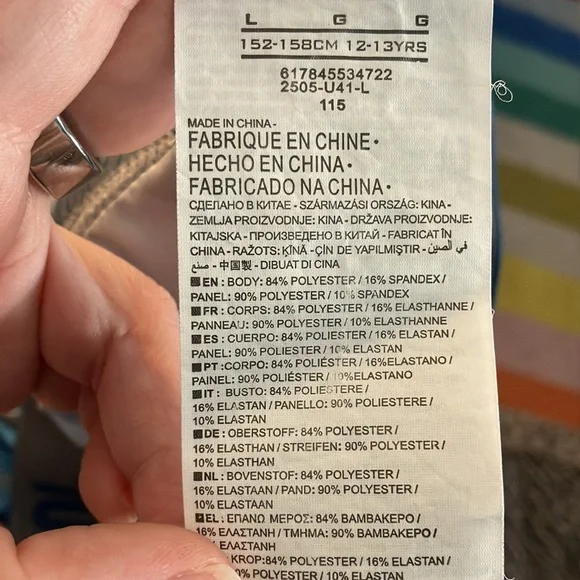 L G G
152-158CM 12-13YRS
617845534722
2505-U41-L
115
MADE IN CHINA-
FABRIQUE EN CHINE•
HECHO EN CHINA•
FABRICADO NA CHINA•
СДЕЛАНО В КИТАЕ - SZÁRMAZÁSI ORSZÁG: KINA-
ZEMLJA PROIZVODNJE: KINA - DRŽAVA PROIZVODNJE:
KITAJSKA - ПРОИЗВЕДЕНО В КИТАЙ - FABRICAT ÎN
CHINA - RAŽOTS: ĶĪNĀ -ÇİN DE YAPILMIŞTIR - في الصين
صنع - 中国製 - DIBUAT DI CINA
EN: BODY: 84% POLYESTER / 16% SPANDEX /
PANEL: 90% POLYESTER / 10% SPANDEX
FR: CORPS: 84% POLYESTER / 16% ELASTHANNE /
PANNEAU: 90% POLYESTER / 10% ELASTHANNE
ES: CUERPO: 84% POLIESTER / 16% ELASTAN /
PANEL: 90% POLIESTER / 10% ELASTAN
PT:CORPO: 84% POLIÉSTER / 16%ELASTANO /
PAINEL: 90% POLIÉSTER / 10%ELASTANO
IT: BUSTO: 84% POLIESTERE /
16% ELASTAN / PANELLO: 90% POLIESTERE /
10% ELASTAN
DE: OBERSTOFF: 84% POLYESTER /
16% ELASTHAN / STREIFEN: 90% POLYESTER /
10% ELASTHAN
NL: BOVENSTOF: 84% POLYESTER /
16% ELASTAAN / PAND: 90% POLYESTER /
10% ELASTAAN
EL: ΕΠΑΝΩ ΜΕΡΟΣ: 84% ΒΑΜΒΑΚΕΡΟ /
16% ΕΛΑΣΤΑΝΗ / ΤΜΗΜΑ: 90% ΒΑΜΒΑΚΕΡΟ /
ΕΛΑΣΤΑΝΗ
KROP:84% POLYESTER / 16% ELASTAN /
0% POLYESTER / 10% ELASTAN